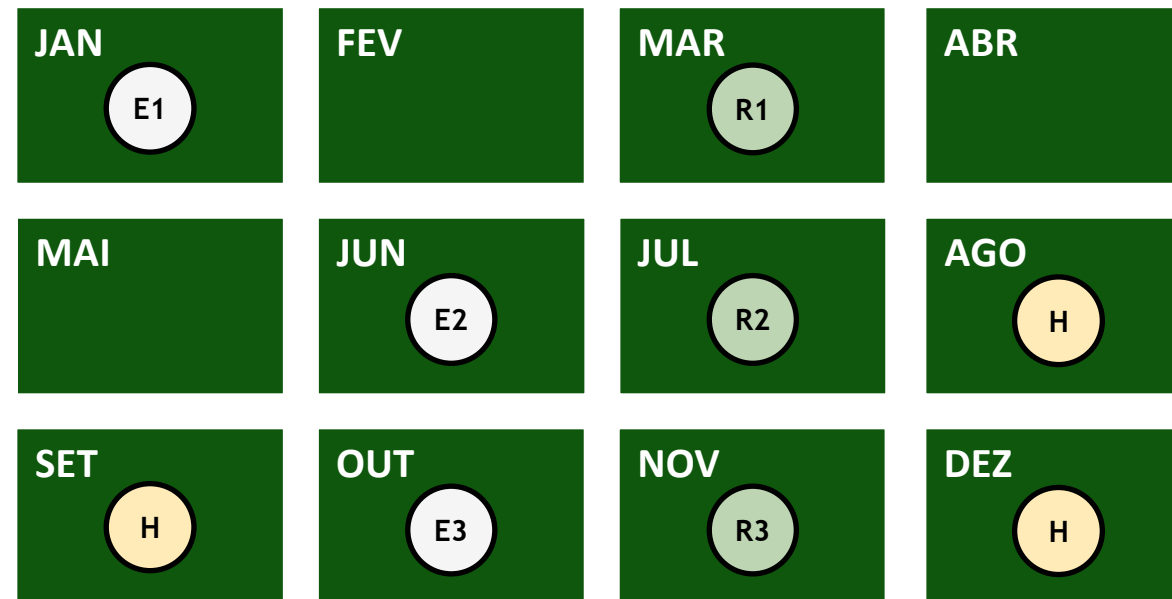 JAN
E1
FEV
MAR
R1
ABR
MAI
JUN
E2
JUL
R2
AGO
H
SET
H
OUT
E3
NOV
R3
DEZ
H